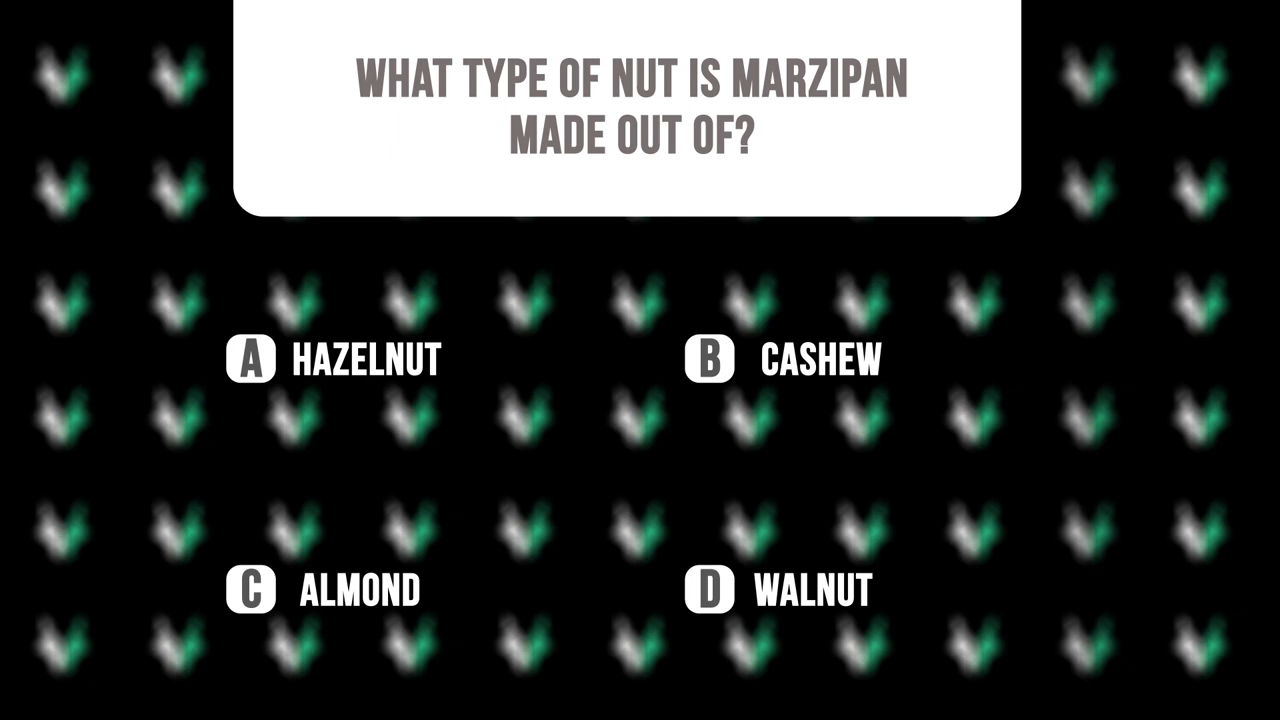 WHAT TYPE OF NUT IS MARZIPAN
MADE OUT OF?
A HAZELNUT
B CASHEW
C ALMOND
D WALNUT